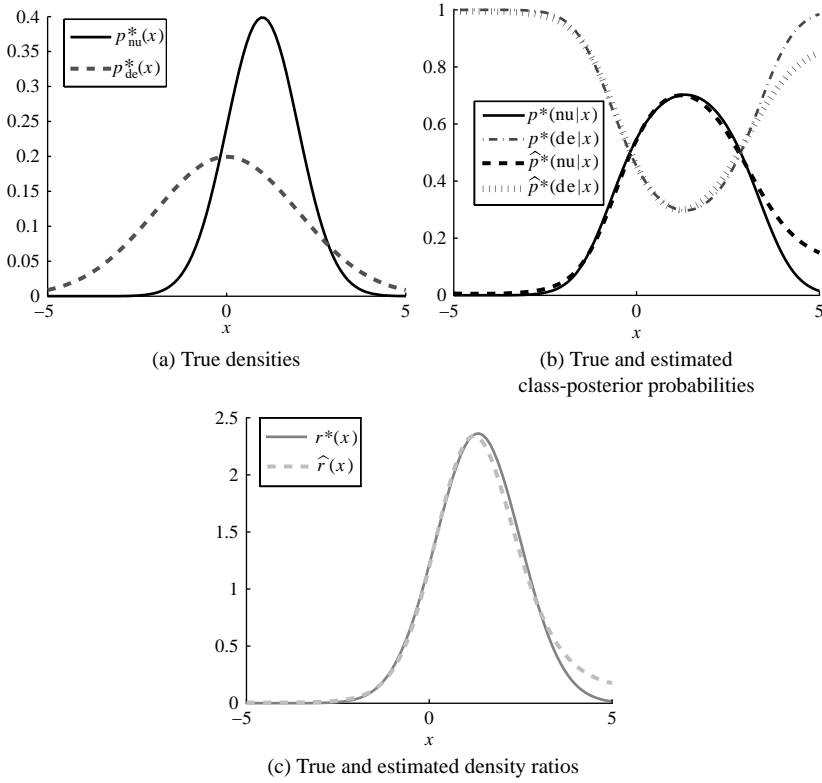 0.4
0.35
0.3
0.25
0.2
0.15
0.1
0.05
0
−5
0
5
x
p*nu(x)
p*de(x)
(a) True densities
1
0.8
0.6
0.4
0.2
0
−5
0
5
x
p*(nu|x)
p*(de|x)
p̂*(nu|x)
p̂*(de|x)
(b) True and estimated
class-posterior probabilities
2.5
2
1.5
1
0.5
0
−5
0
5
x
r*(x)
r̂(x)
(c) True and estimated density ratios